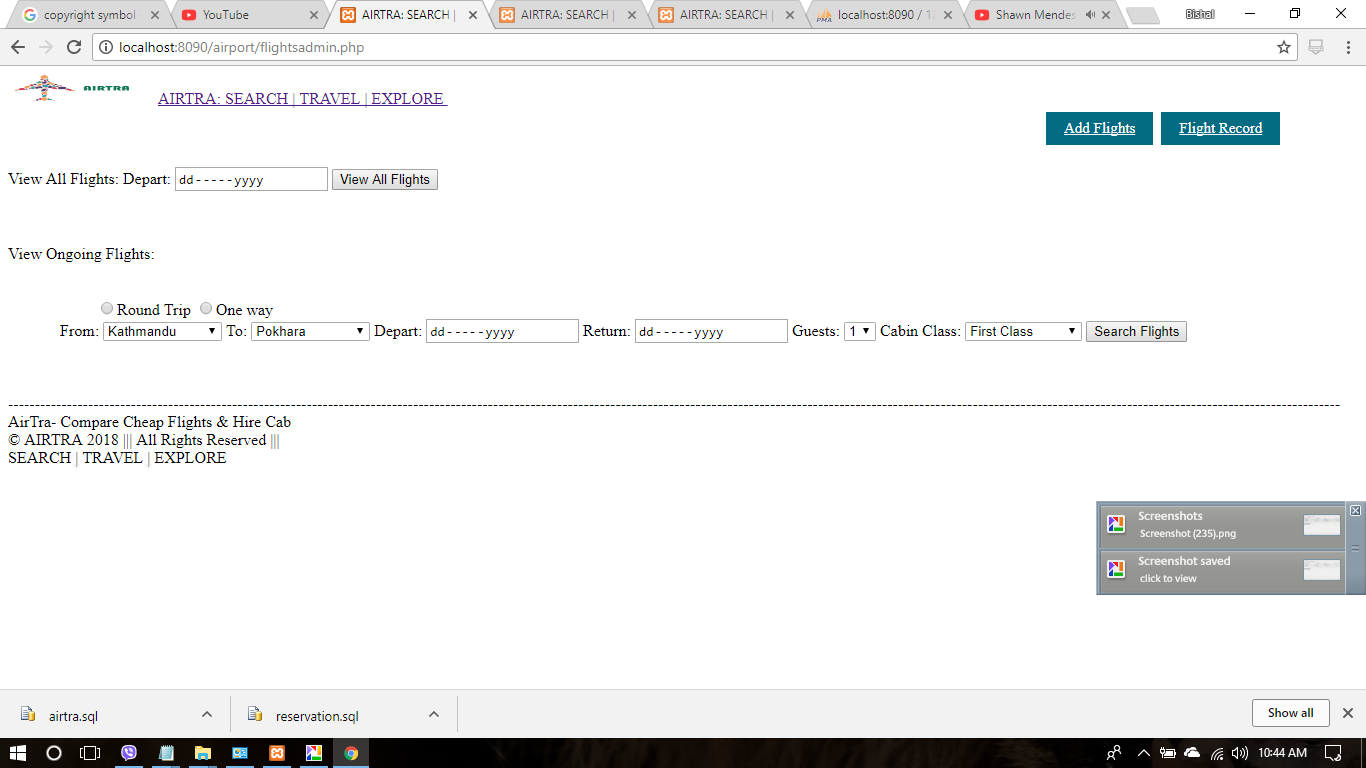 copyright symbol
YouTube
AIRTRA: SEARCH |
AIRTRA: SEARCH |
AIRTRA: SEARCH |
localhost:8090 / 12
Shawn Mendes
Bishal
localhost:8090/airport/flightsadmin.php
AIRTRA
AIRTRA: SEARCH | TRAVEL | EXPLORE
Add Flights
Flight Record
View All Flights: Depart: dd-----yyyy View All Flights
View Ongoing Flights:
Round Trip One way
From: Kathmandu To: Pokhara Depart: dd-----yyyy Return: dd-----yyyy Guests: 1 Cabin Class: First Class Search Flights
AirTra- Compare Cheap Flights & Hire Cab
© AIRTRA 2018 ||| All Rights Reserved |||
SEARCH | TRAVEL | EXPLORE
Screenshots
Screenshot (235).png
Screenshot saved
click to view
airtra.sql
reservation.sql
Show all
10:44 AM